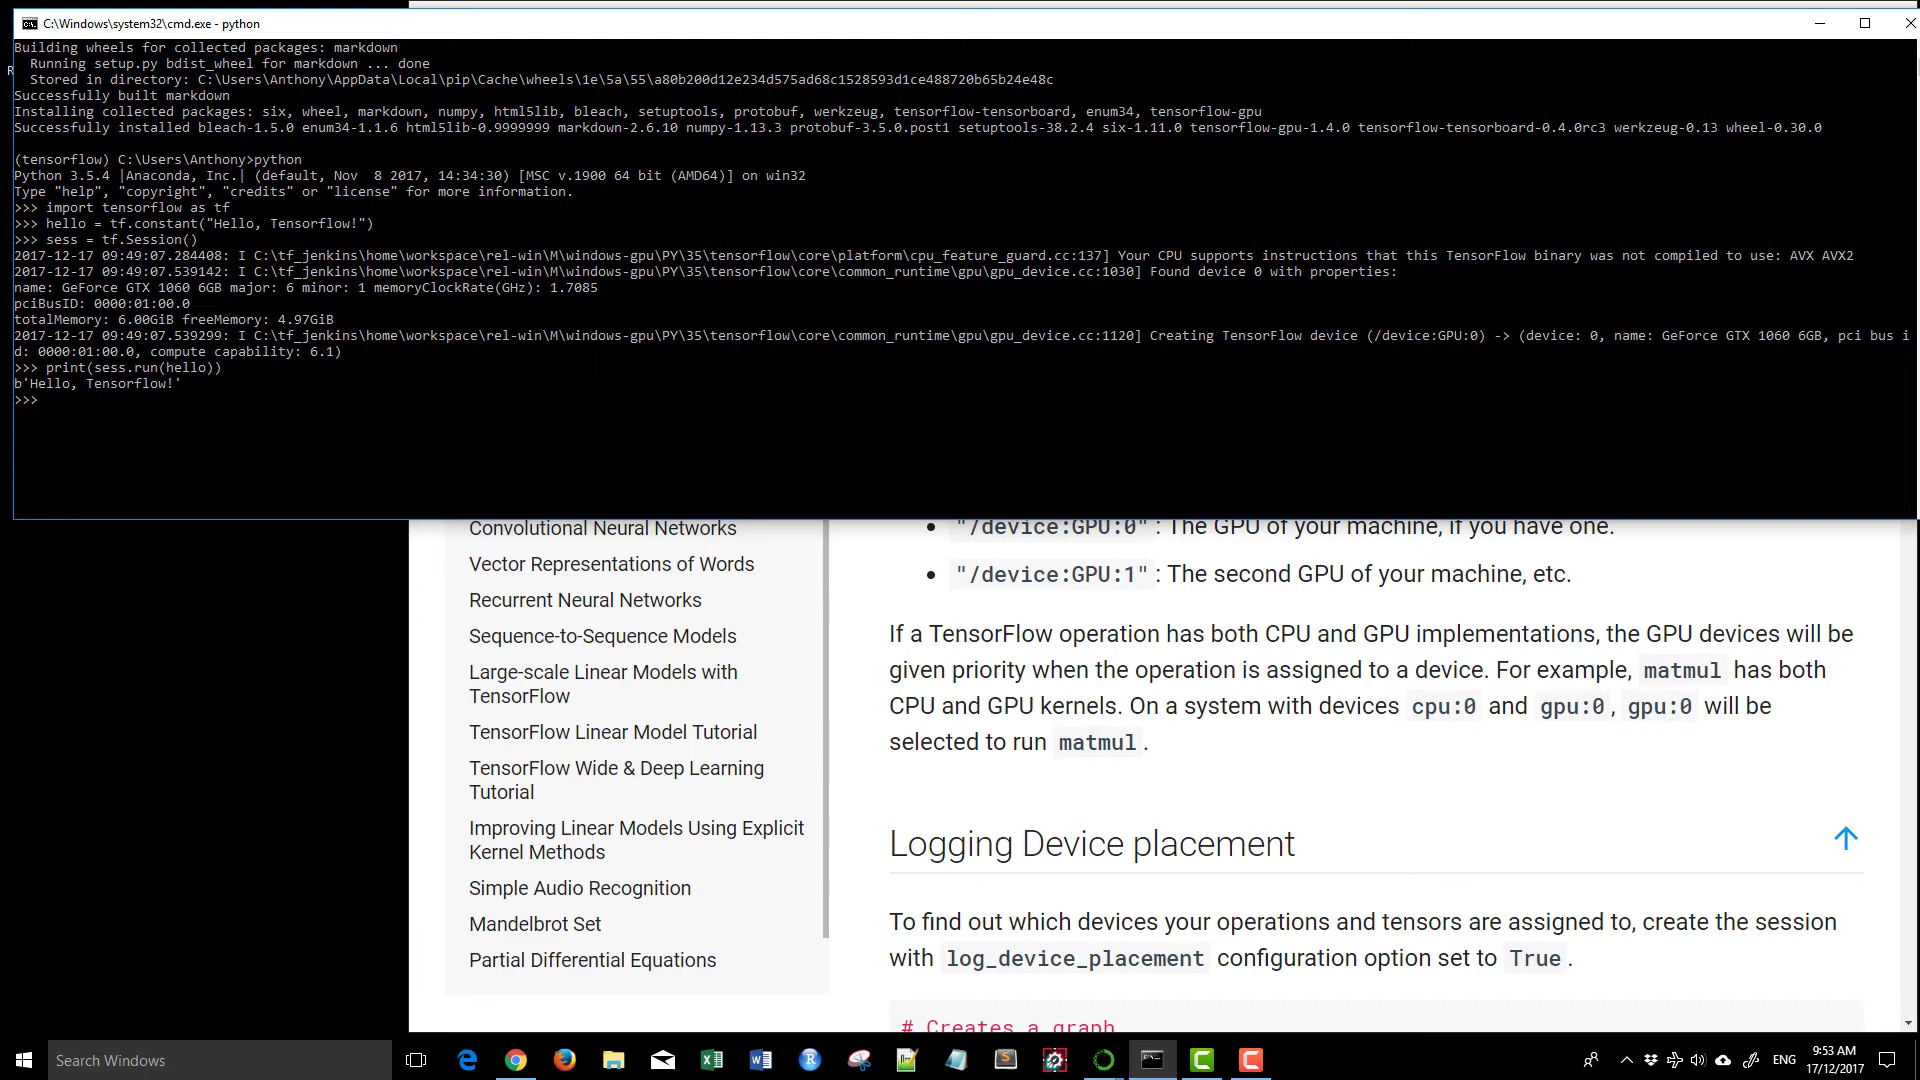 C:\Windows\system32\cmd.exe - python
Building wheels for collected packages: markdown
Running setup.py bdist_wheel for markdown ... done
Stored in directory: C:\Users\Anthony\AppData\Local\pip\Cache\wheels\1e\5a\55\a80b200d12e234d575ad68c1528593d1ce488720b65b24e48c
Successfully built markdown
Installing collected packages: six, wheel, markdown, numpy, html5lib, bleach, setuptools, protobuf, werkzeug, tensorflow-tensorboard, enum34, tensorflow-gpu
Successfully installed bleach-1.5.0 enum34-1.1.6 html5lib-0.9999999 markdown-2.6.10 numpy-1.13.3 protobuf-3.5.0.post1 setuptools-38.2.4 six-1.11.0 tensorflow-gpu-1.4.0 tensorflow-tensorboard-0.4.0rc3 werkzeug-0.13 wheel-0.30.0
(tensorflow) C:\Users\Anthony>python
Python 3.5.4 |Anaconda, Inc.| (default, Nov  8 2017, 14:34:30) [MSC v.1900 64 bit (AMD64)] on win32
Type "help", "copyright", "credits" or "license" for more information.
>>> import tensorflow as tf
>>> hello = tf.constant("Hello, Tensorflow!")
>>> sess = tf.Session()
2017-12-17 09:49:07.284408: I C:\tf_jenkins\home\workspace\rel-win\M\windows-gpu\PY\35\tensorflow\core\platform\cpu_feature_guard.cc:137] Your CPU supports instructions that this TensorFlow binary was not compiled to use: AVX AVX2
2017-12-17 09:49:07.539142: I C:\tf_jenkins\home\workspace\rel-win\M\windows-gpu\PY\35\tensorflow\core\common_runtime\gpu\gpu_device.cc:1030] Found device 0 with properties:
name: GeForce GTX 1060 6GB major: 6 minor: 1 memoryClockRate(GHz): 1.7085
pciBusID: 0000:01:00.0
totalMemory: 6.00GiB freeMemory: 4.97GiB
2017-12-17 09:49:07.539299: I C:\tf_jenkins\home\workspace\rel-win\M\windows-gpu\PY\35\tensorflow\core\common_runtime\gpu\gpu_device.cc:1120] Creating TensorFlow device (/device:GPU:0) -> (device: 0, name: GeForce GTX 1060 6GB, pci bus i
d: 0000:01:00.0, compute capability: 6.1)
>>> print(sess.run(hello))
b'Hello, Tensorflow!'
>>>
Convolutional Neural Networks
Vector Representations of Words
Recurrent Neural Networks
Sequence-to-Sequence Models
Large-scale Linear Models with
TensorFlow
TensorFlow Linear Model Tutorial
TensorFlow Wide & Deep Learning
Tutorial
Improving Linear Models Using Explicit
Kernel Methods
Simple Audio Recognition
Mandelbrot Set
Partial Differential Equations
"/device:GPU:0": The GPU of your machine, if you have one.
"/device:GPU:1": The second GPU of your machine, etc.
If a TensorFlow operation has both CPU and GPU implementations, the GPU devices will be
given priority when the operation is assigned to a device. For example, matmul has both
CPU and GPU kernels. On a system with devices cpu:0 and gpu:0, gpu:0 will be
selected to run matmul.
Logging Device placement
To find out which devices your operations and tensors are assigned to, create the session
with log_device_placement configuration option set to True.
# Creates a graph
Search Windows
ENG
9:53 AM
17/12/2017